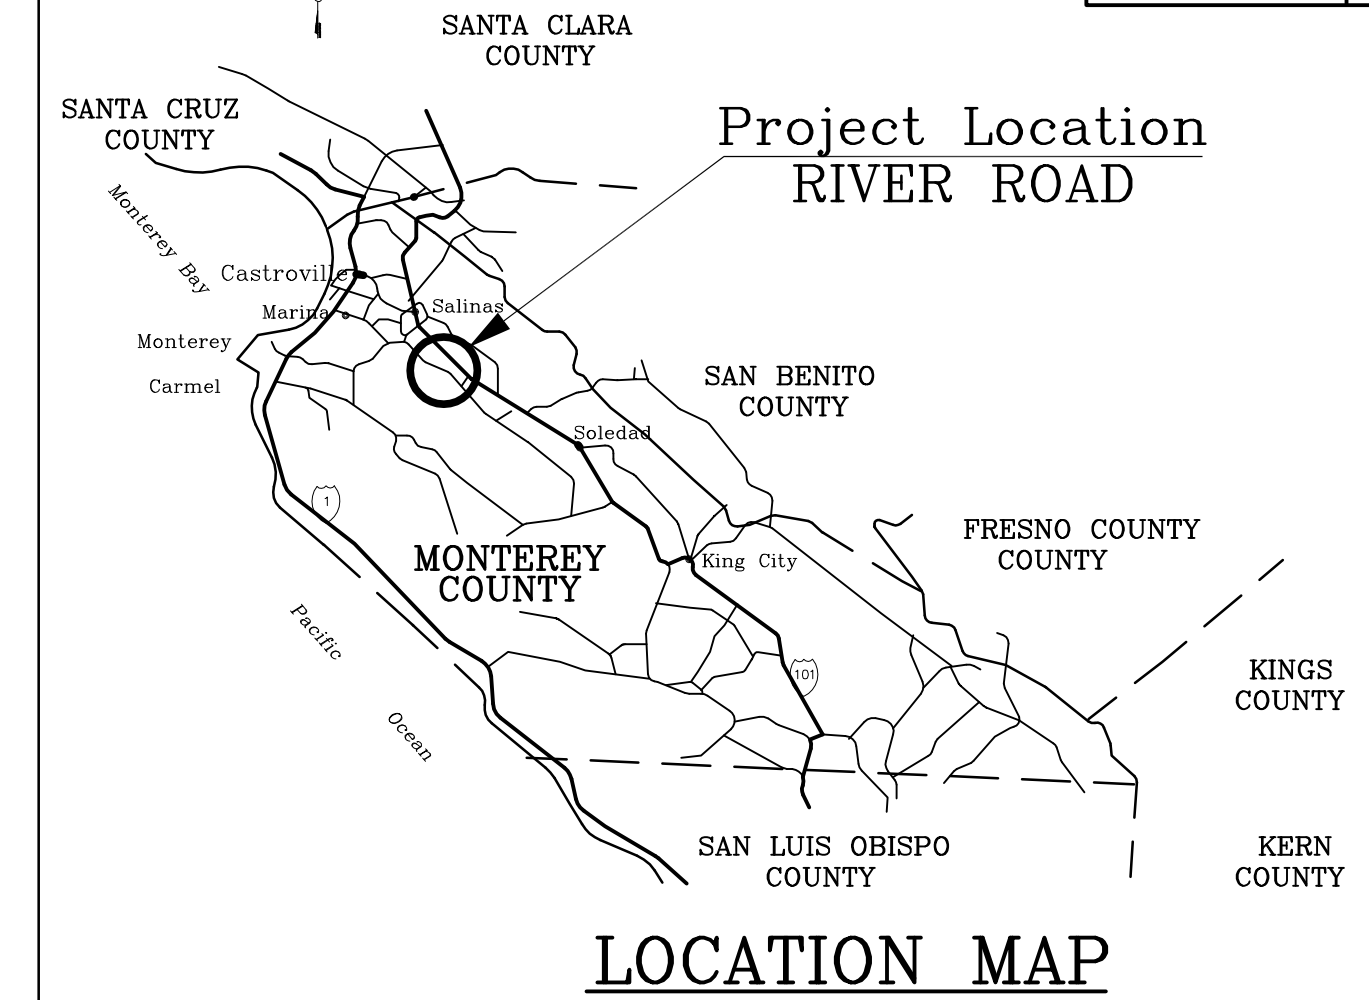 SANTA CLARA
COUNTY
SANTA CRUZ
COUNTY
Project Location
RIVER ROAD
Monterey Bay
Castroville
Salinas
Marina
Monterey
Carmel
SAN BENITO
COUNTY
Soledad
1
MONTEREY
COUNTY
FRESNO COUNTY
COUNTY
King City
Pacific
Ocean
101
KINGS
COUNTY
SAN LUIS OBISPO
COUNTY
KERN
COUNTY
LOCATION MAP